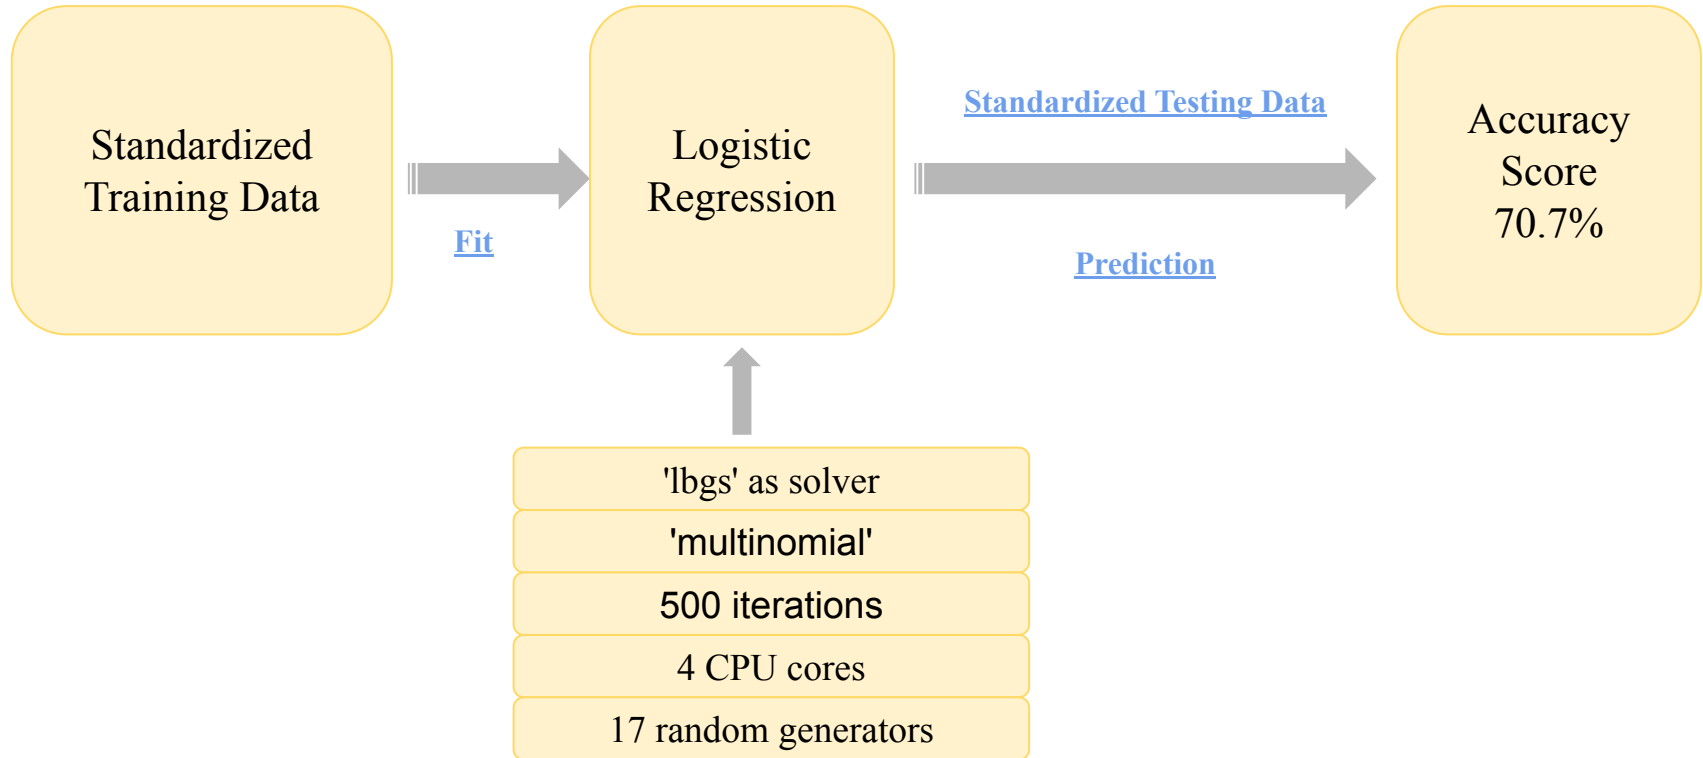 Standardized
Training Data
Fit
Logistic
Regression
Standardized Testing Data
Prediction
Accuracy
Score
70.7%
'lbgs' as solver
'multinomial'
500 iterations
4 CPU cores
17 random generators